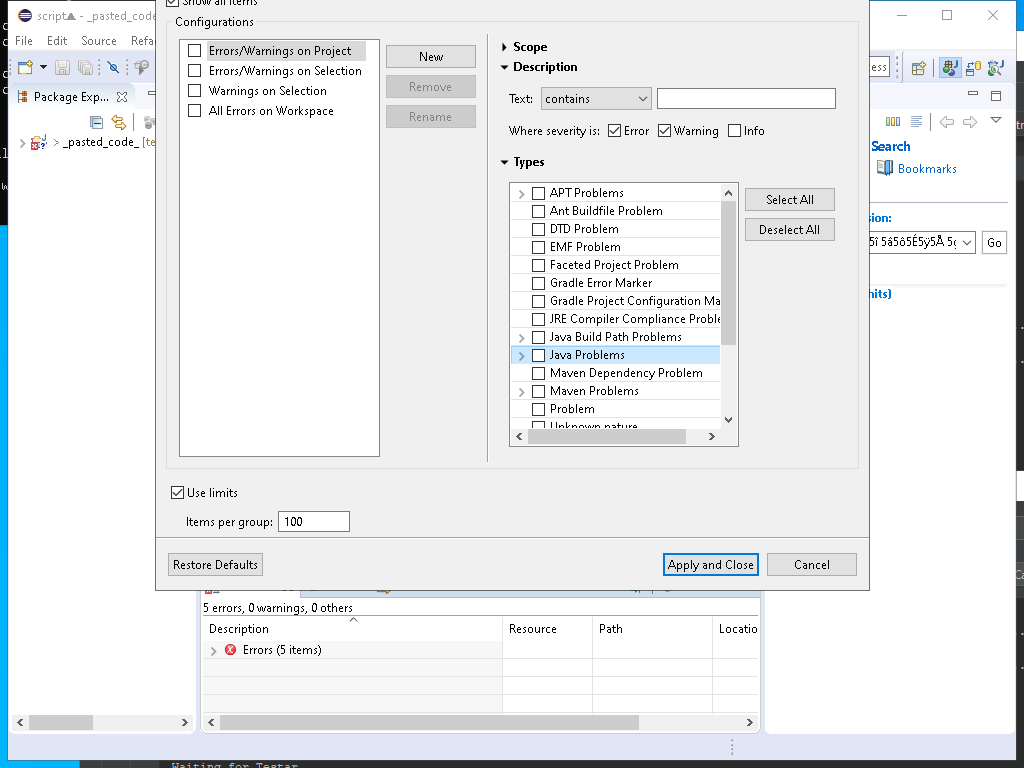 script
- _pasted_code
Show all items
File Edit Source Refa
Configurations
Errors/Warnings on Project
Errors/Warnings on Selection
Warnings on Selection
All Errors on Workspace
New
Remove
Rename
Scope
Description
Text: contains
Where severity is: Error Warning Info
Types
APT Problems
Ant Buildfile Problem
DTD Problem
EMF Problem
Faceted Project Problem
Gradle Error Marker
Gradle Project Configuration Ma
JRE Compiler Compliance Proble
Java Build Path Problems
Java Problems
Maven Dependency Problem
Maven Problems
Problem
Unknown nature
Select All
Deselect All
Package Exp...
> _pasted_code_ [te
ess
Search
Bookmarks
sion:
Go
hits)
Use limits
Items per group: 100
Restore Defaults
Apply and Close
Cancel
5 errors, 0 warnings, 0 others
Description Resource Path Locatio
Errors (5 items)
Waiting for Testar